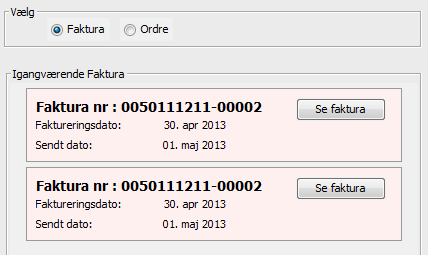 Vælg
Faktura Ordre
Igangværende Faktura
Faktura nr : 0050111211-00002 Se faktura
Faktureringsdato: 30. apr 2013
Sendt dato: 01. maj 2013
Faktura nr : 0050111211-00002 Se faktura
Faktureringsdato: 30. apr 2013
Sendt dato: 01. maj 2013